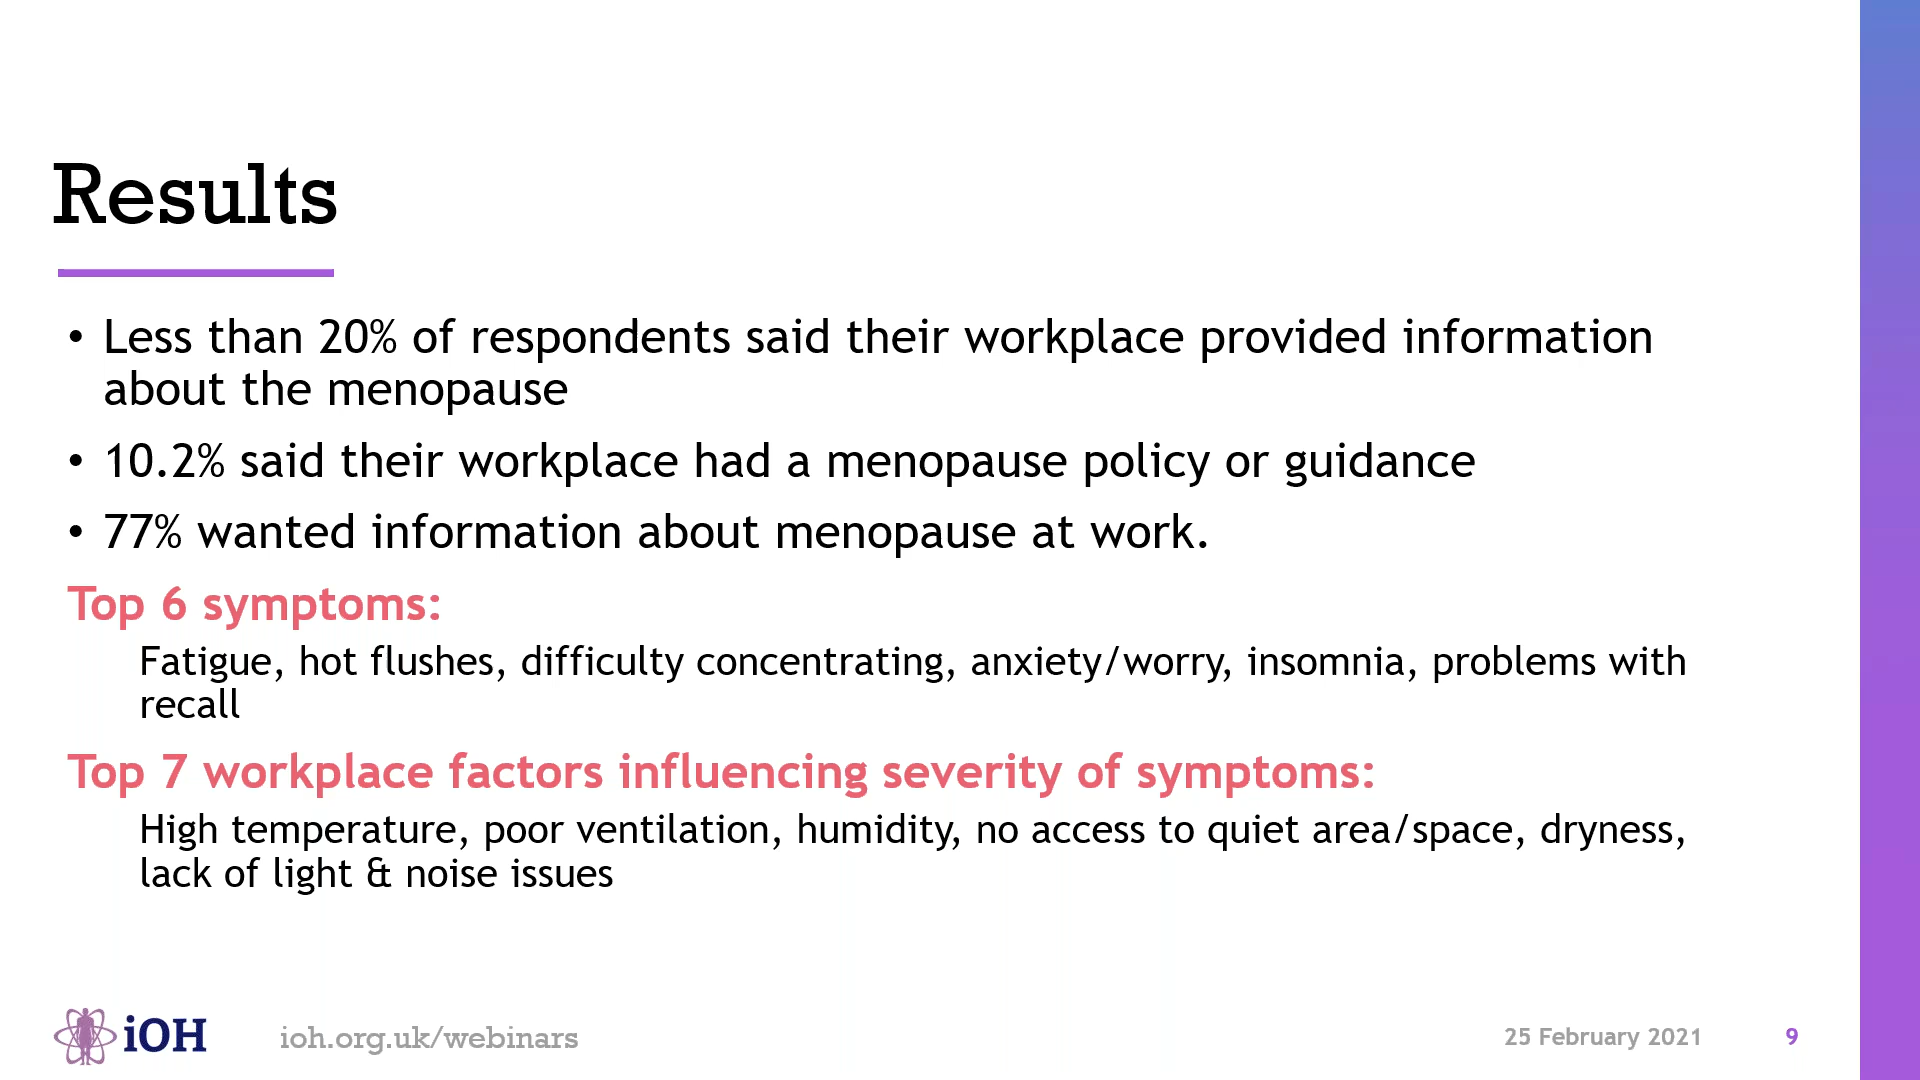 Results
• Less than 20% of respondents said their workplace provided information
about the menopause
• 10.2% said their workplace had a menopause policy or guidance
• 77% wanted information about menopause at work.
Top 6 symptoms:
Fatigue, hot flushes, difficulty concentrating, anxiety/worry, insomnia, problems with
recall
Top 7 workplace factors influencing severity of symptoms:
High temperature, poor ventilation, humidity, no access to quiet area/space, dryness,
lack of light & noise issues
iOH
ioh.org.uk/webinars
25 February 2021
9